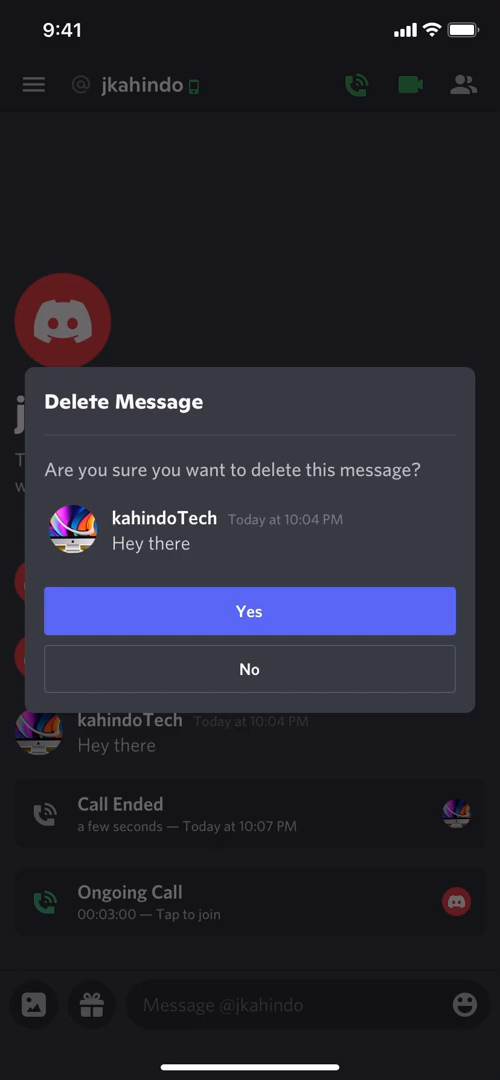 9:41
@ jkahindo
j
T
w
Delete Message
Are you sure you want to delete this message?
kahindoTech Today at 10:04 PM
Hey there
Yes
No
kahindoTech Today at 10:04 PM
Hey there
Call Ended
a few seconds — Today at 10:07 PM
Ongoing Call
00:03:00 — Tap to join
Message @jkahindo